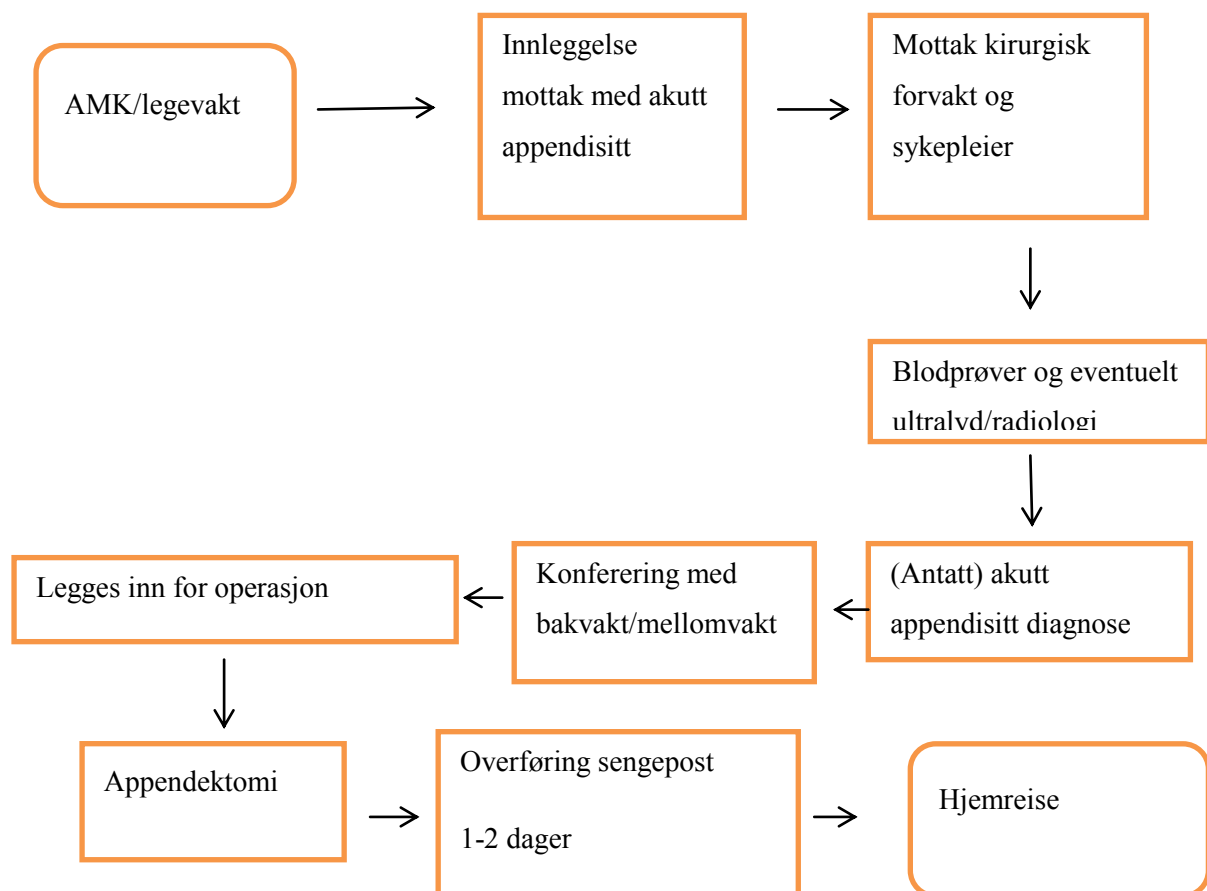 AMK/legevakt
Innleggelse
mottak med akutt
appendisitt
Mottak kirurgisk
forvakt og
sykepleier
Blodprøver og eventuelt
ultralyd/radiologi
(Antatt) akutt
appendisitt diagnose
Konferering med
bakvakt/mellomvakt
Legges inn for operasjon
Appendektomi
Overføring sengepost
1-2 dager
Hjemreise